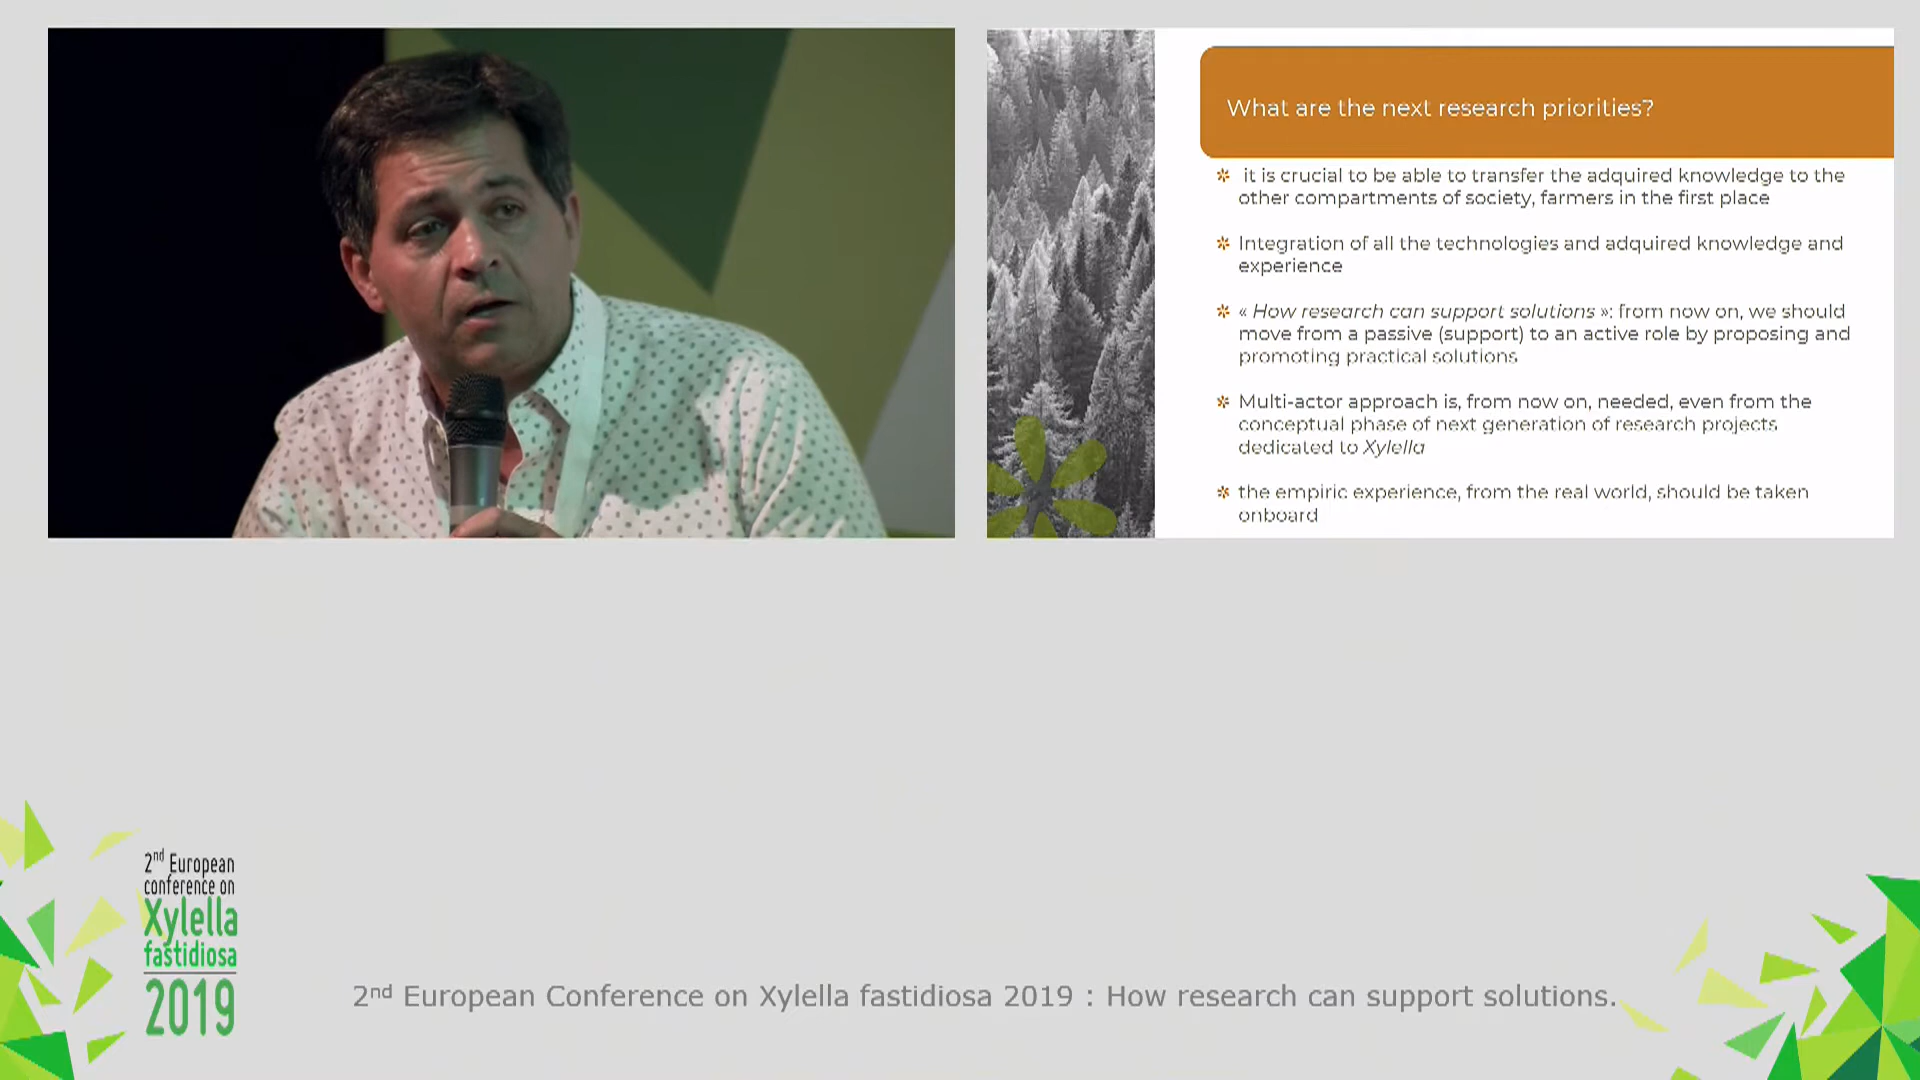 What are the next research priorities?
it is crucial to be able to transfer the adquired knowledge to the
other compartments of society, farmers in the first place
Integration of all the technologies and adquired knowledge and
experience
« How research can support solutions »: from now on, we should
move from a passive (support) to an active role by proposing and
promoting practical solutions
Multi-actor approach is, from now on, needed, even from the
conceptual phase of next generation of research projects
dedicated to Xylella
the empiric experience, from the real world, should be taken
onboard
2nd European
conference on
Xylella
fastidiosa
2019
2nd European Conference on Xylella fastidiosa 2019 : How research can support solutions.